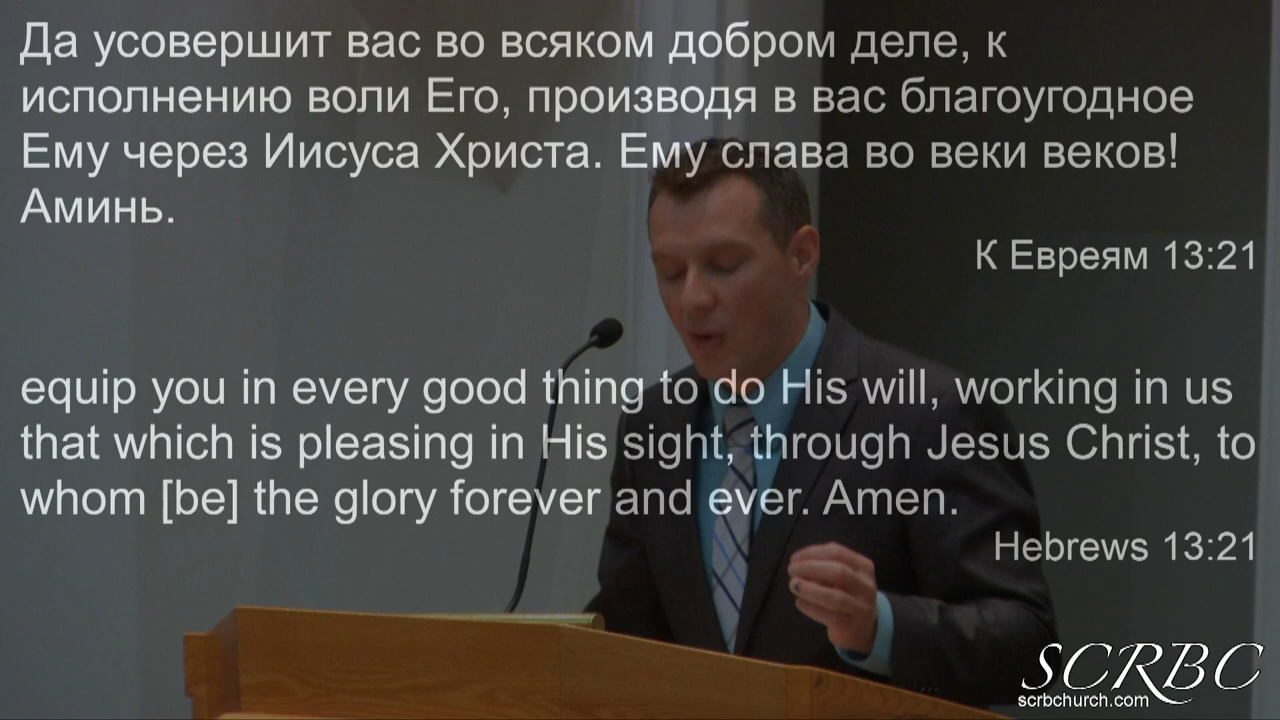 Да усовершит вас во всяком добром деле, к
исполнению воли Его, производя в вас благоугодное
Ему через Иисуса Христа. Ему слава во веки веков!
Аминь.
К Евреям 13:21
equip you in every good thing to do His will, working in us
that which is pleasing in His sight, through Jesus Christ, to
whom [be] the glory forever and ever. Amen.
Hebrews 13:21
SCRBC
scrbchurch.com